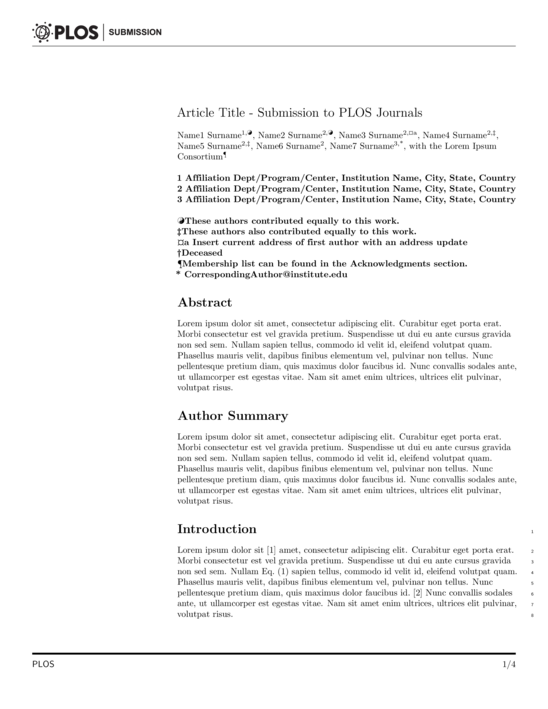 PLOS SUBMISSION
Article Title - Submission to PLOS Journals
Name1 Surname1,☯, Name2 Surname2,☯, Name3 Surname2,¤a, Name4 Surname2,‡,
Name5 Surname2,‡, Name6 Surname2, Name7 Surname3,*, with the Lorem Ipsum
Consortium¶
1 Affiliation Dept/Program/Center, Institution Name, City, State, Country
2 Affiliation Dept/Program/Center, Institution Name, City, State, Country
3 Affiliation Dept/Program/Center, Institution Name, City, State, Country
☯These authors contributed equally to this work.
‡These authors also contributed equally to this work.
¤a Insert current address of first author with an address update
†Deceased
¶Membership list can be found in the Acknowledgments section.
* CorrespondingAuthor@institute.edu
Abstract
Lorem ipsum dolor sit amet, consectetur adipiscing elit. Curabitur eget porta erat.
Morbi consectetur est vel gravida pretium. Suspendisse ut dui eu ante cursus gravida
non sed sem. Nullam sapien tellus, commodo id velit id, eleifend volutpat quam.
Phasellus mauris velit, dapibus finibus elementum vel, pulvinar non tellus. Nunc
pellentesque pretium diam, quis maximus dolor faucibus id. Nunc convallis sodales ante,
ut ullamcorper est egestas vitae. Nam sit amet enim ultrices, ultrices elit pulvinar,
volutpat risus.
Author Summary
Lorem ipsum dolor sit amet, consectetur adipiscing elit. Curabitur eget porta erat.
Morbi consectetur est vel gravida pretium. Suspendisse ut dui eu ante cursus gravida
non sed sem. Nullam sapien tellus, commodo id velit id, eleifend volutpat quam.
Phasellus mauris velit, dapibus finibus elementum vel, pulvinar non tellus. Nunc
pellentesque pretium diam, quis maximus dolor faucibus id. Nunc convallis sodales ante,
ut ullamcorper est egestas vitae. Nam sit amet enim ultrices, ultrices elit pulvinar,
volutpat risus.
Introduction 1
Lorem ipsum dolor sit [1] amet, consectetur adipiscing elit. Curabitur eget porta erat. 2
Morbi consectetur est vel gravida pretium. Suspendisse ut dui eu ante cursus gravida 3
non sed sem. Nullam Eq. (1) sapien tellus, commodo id velit id, eleifend volutpat quam. 4
Phasellus mauris velit, dapibus finibus elementum vel, pulvinar non tellus. Nunc 5
pellentesque pretium diam, quis maximus dolor faucibus id. [2] Nunc convallis sodales 6
ante, ut ullamcorper est egestas vitae. Nam sit amet enim ultrices, ultrices elit pulvinar, 7
volutpat risus. 8
PLOS 1/4